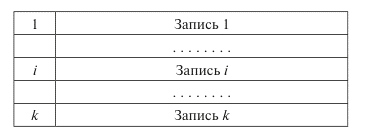 1 Запись 1
. . . . . . . .
i Запись i
. . . . . . . .
k Запись k